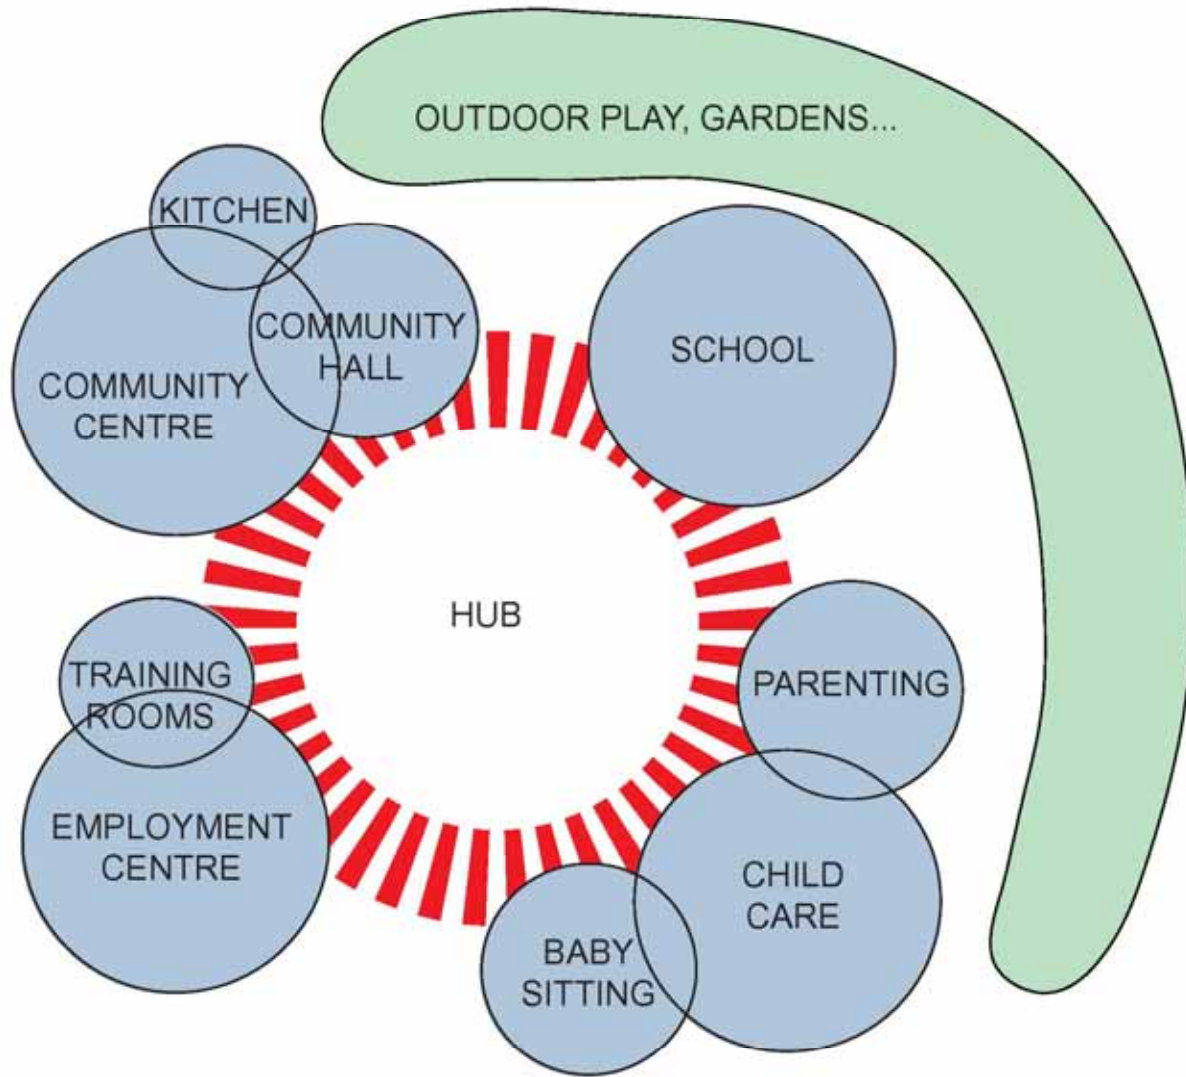 OUTDOOR PLAY, GARDENS...
KITCHEN
COMMUNITY
HALL
COMMUNITY
CENTRE
SCHOOL
HUB
TRAINING
ROOMS
PARENTING
EMPLOYMENT
CENTRE
CHILD
CARE
BABY
SITTING